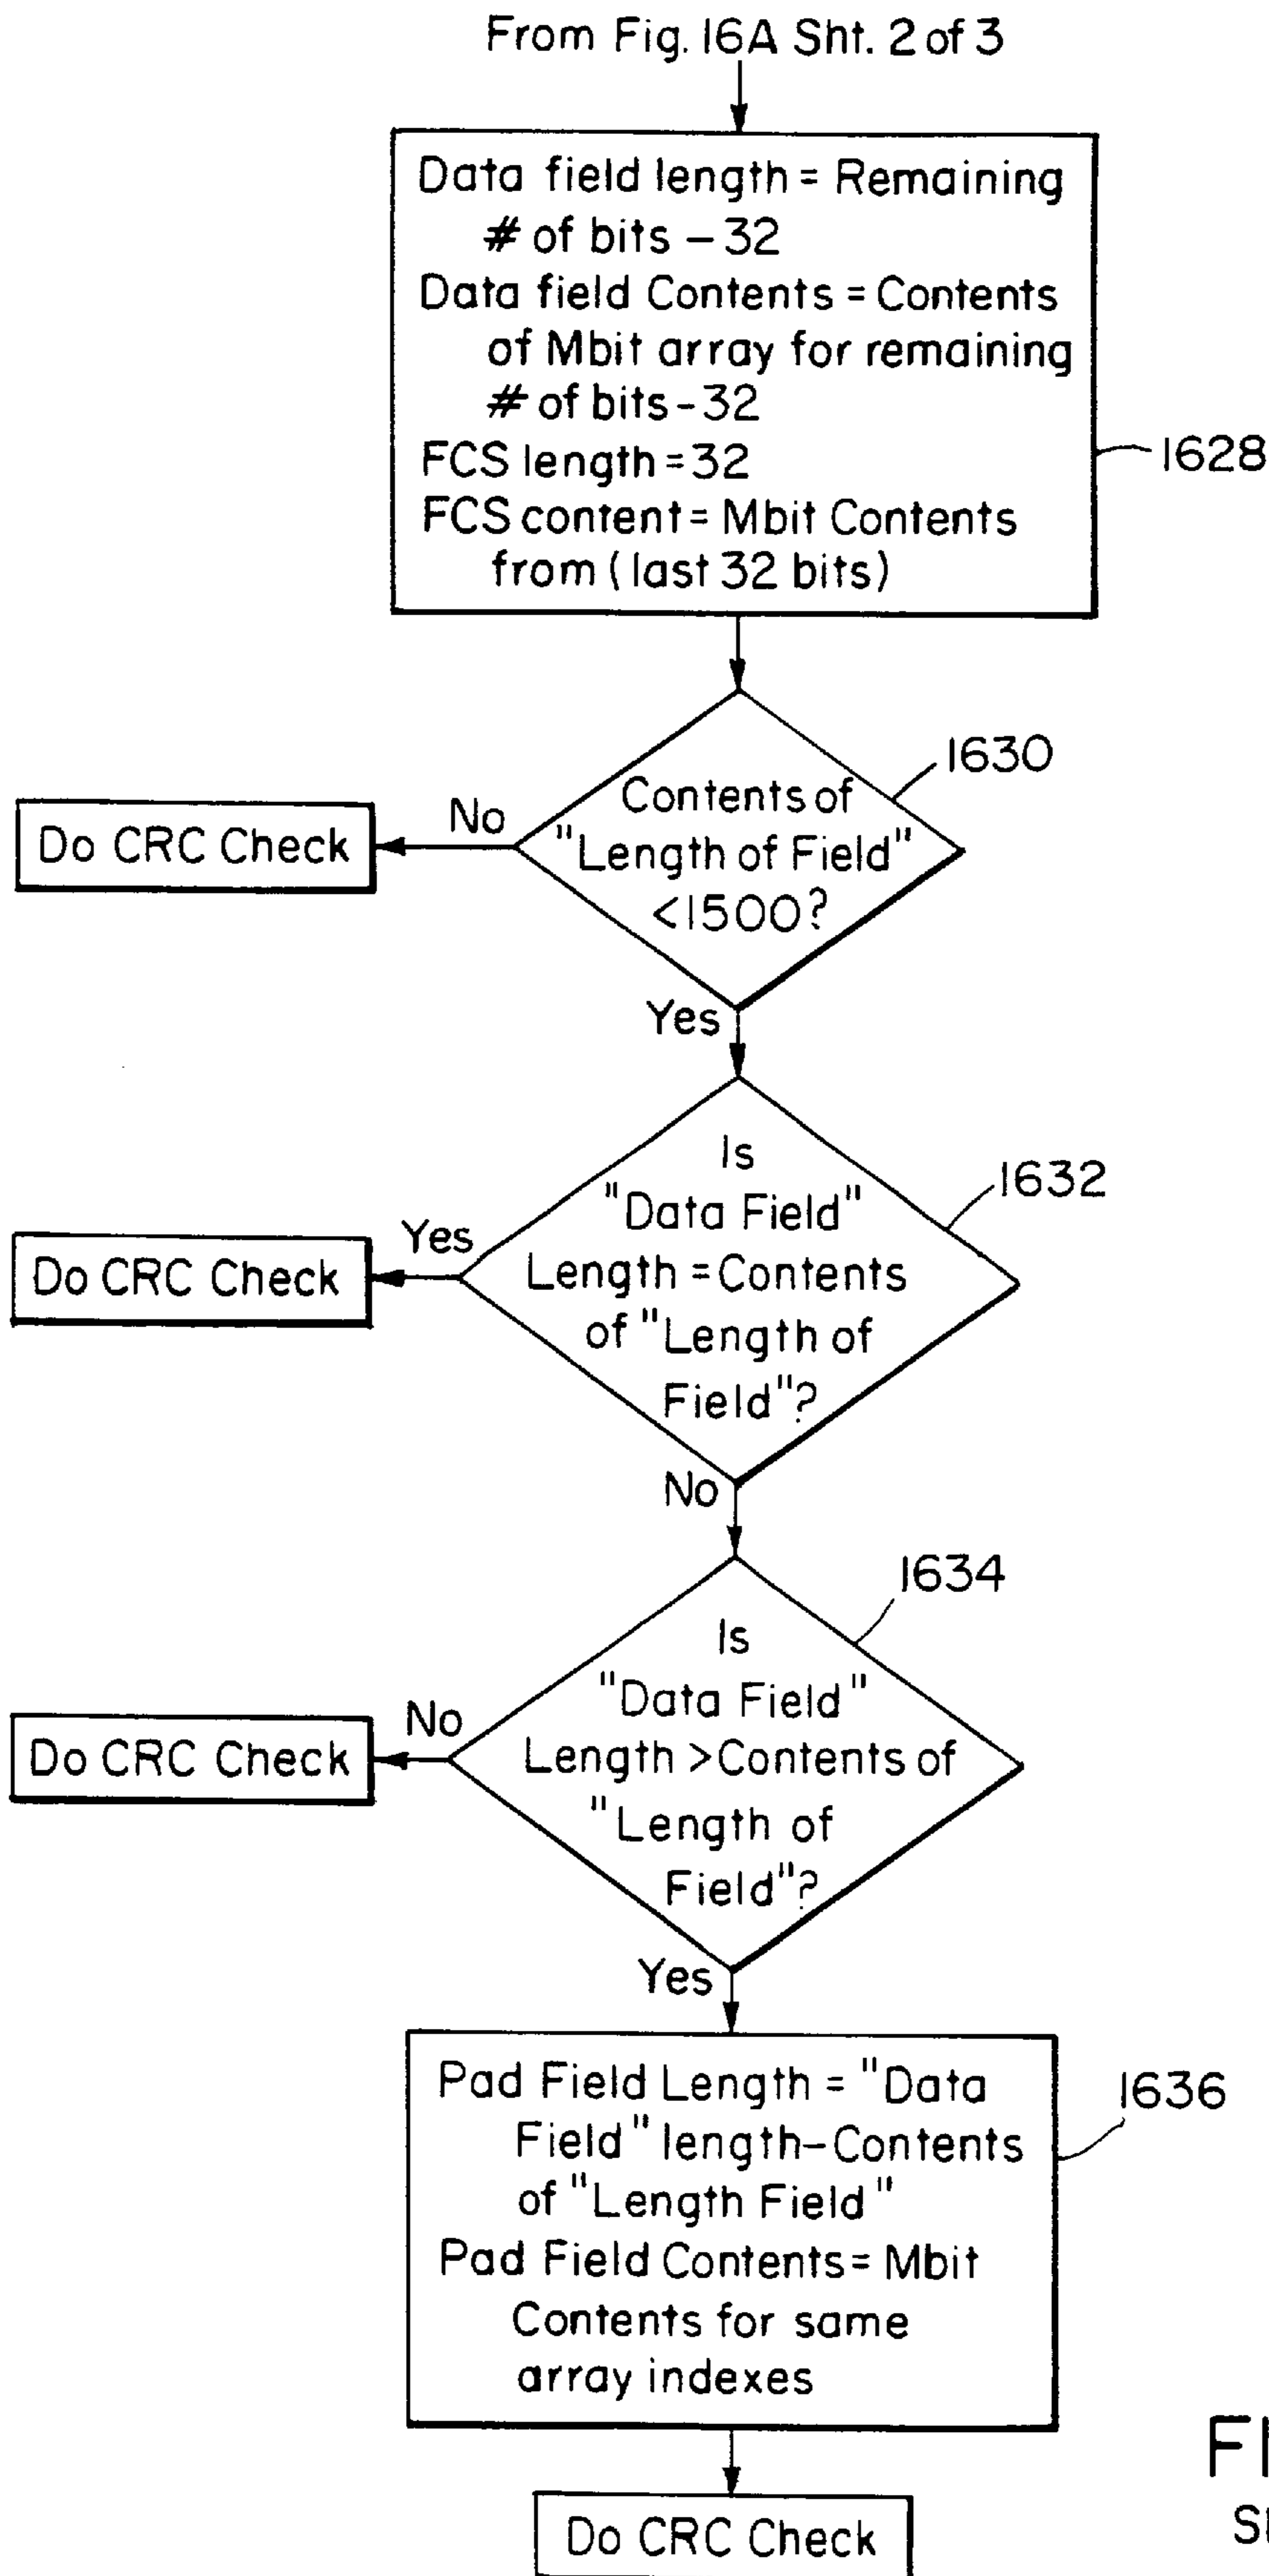 From Fig. 16A Sht. 2 of 3
Data field length = Remaining
# of bits - 32
Data field Contents = Contents
of Mbit array for remaining
# of bits - 32
FCS length = 32
FCS content = Mbit Contents
from (last 32 bits)
1628
1630
Contents of
"Length of Field"
<1500?
No
Do CRC Check
Yes
1632
Is
"Data Field"
Length = Contents
of "Length of
Field"?
Yes
Do CRC Check
No
1634
Is
"Data Field"
Length > Contents of
"Length of
Field"?
No
Do CRC Check
Yes
Pad Field Length = "Data
Field" length - Contents
of "Length Field"
Pad Field Contents = Mbit
Contents for same
array indexes
1636
Do CRC Check